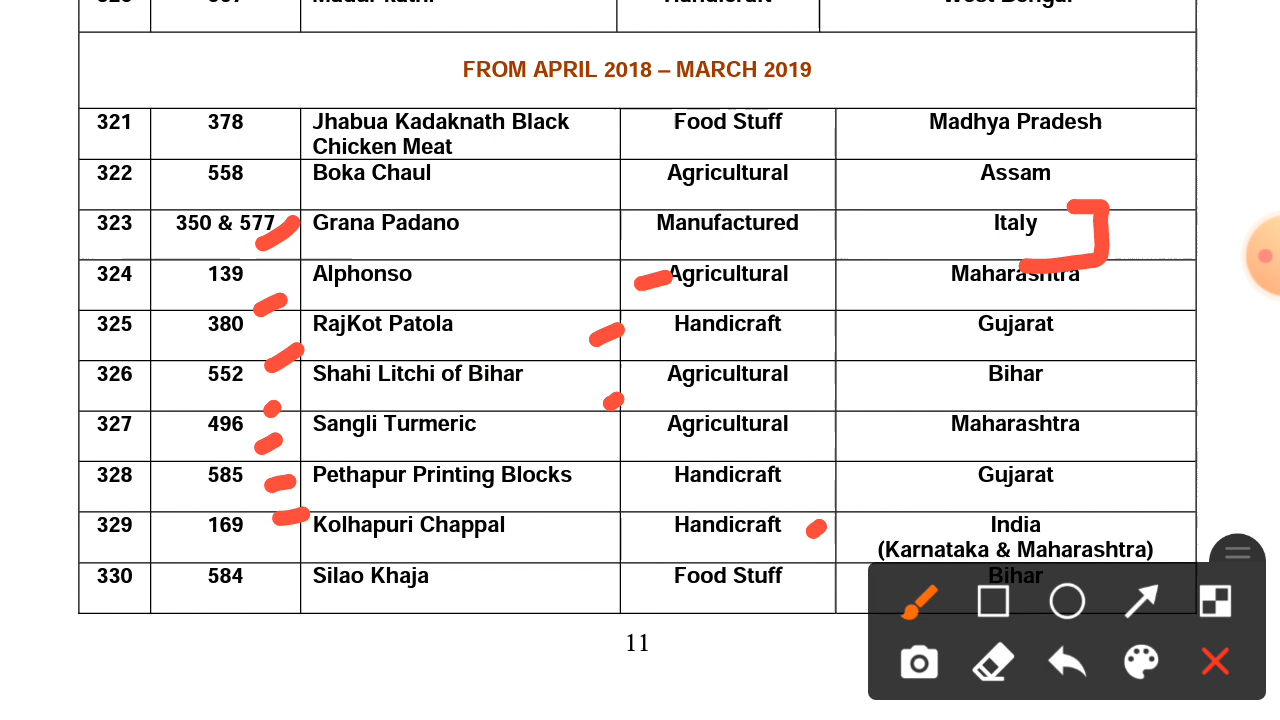 FROM APRIL 2018 – MARCH 2019
321 378 Jhabua Kadaknath Black Food Stuff Madhya Pradesh
Chicken Meat
322 558 Boka Chaul Agricultural Assam
323 350 & 577 Grana Padano Manufactured Italy
324 139 Alphonso Agricultural Maharashtra
325 380 RajKot Patola Handicraft Gujarat
326 552 Shahi Litchi of Bihar Agricultural Bihar
327 496 Sangli Turmeric Agricultural Maharashtra
328 585 Pethapur Printing Blocks Handicraft Gujarat
329 169 Kolhapuri Chappal Handicraft India
(Karnataka & Maharashtra)
330 584 Silao Khaja Food Stuff Bihar
11